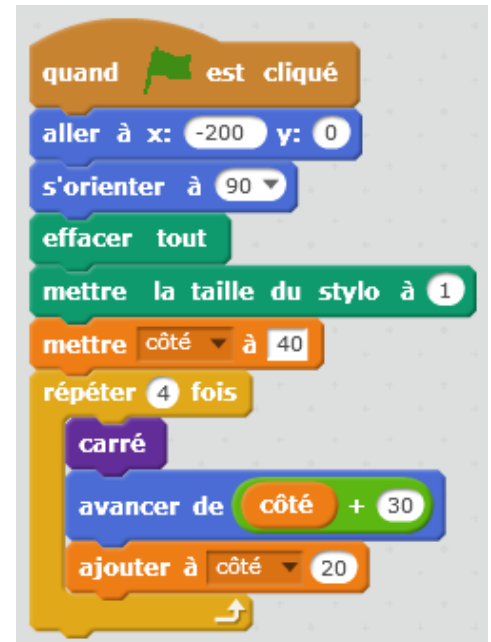 quand est cliqué
aller à x: -200 y: 0
s'orienter à 90
effacer tout
mettre la taille du stylo à 1
mettre côté à 40
répéter 4 fois
carré
avancer de côté + 30
ajouter à côté 20